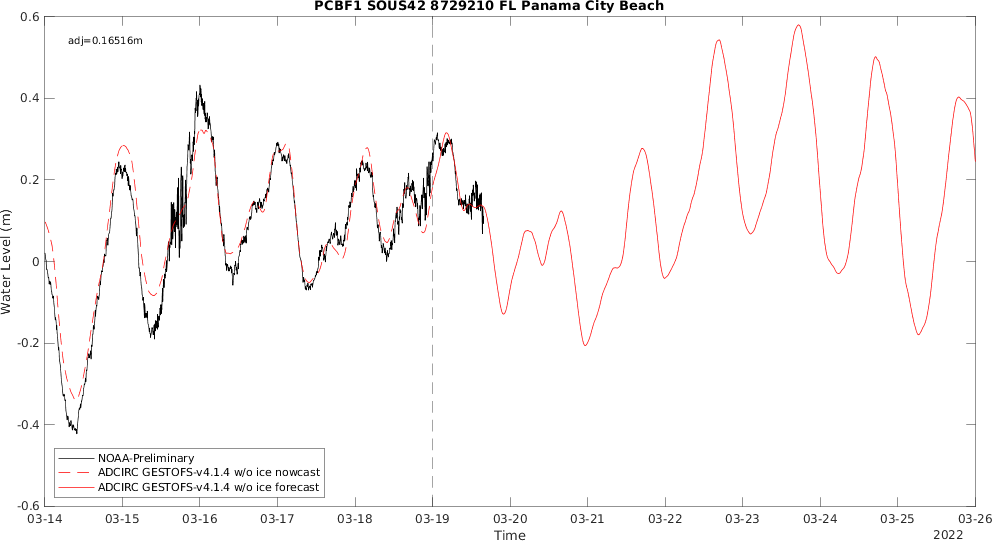 PCBF1 SOUS42 8729210 FL Panama City Beach
adj=0.16516m
0.6
0.4
0.2
0
-0.2
-0.4
-0.6
Water Level (m)
NOAA-Preliminary
ADCIRC GESTOFS-v4.1.4 w/o ice nowcast
ADCIRC GESTOFS-v4.1.4 w/o ice forecast
03-14 03-15 03-16 03-17 03-18 03-19 03-20 03-21 03-22 03-23 03-24 03-25 03-26
Time
2022